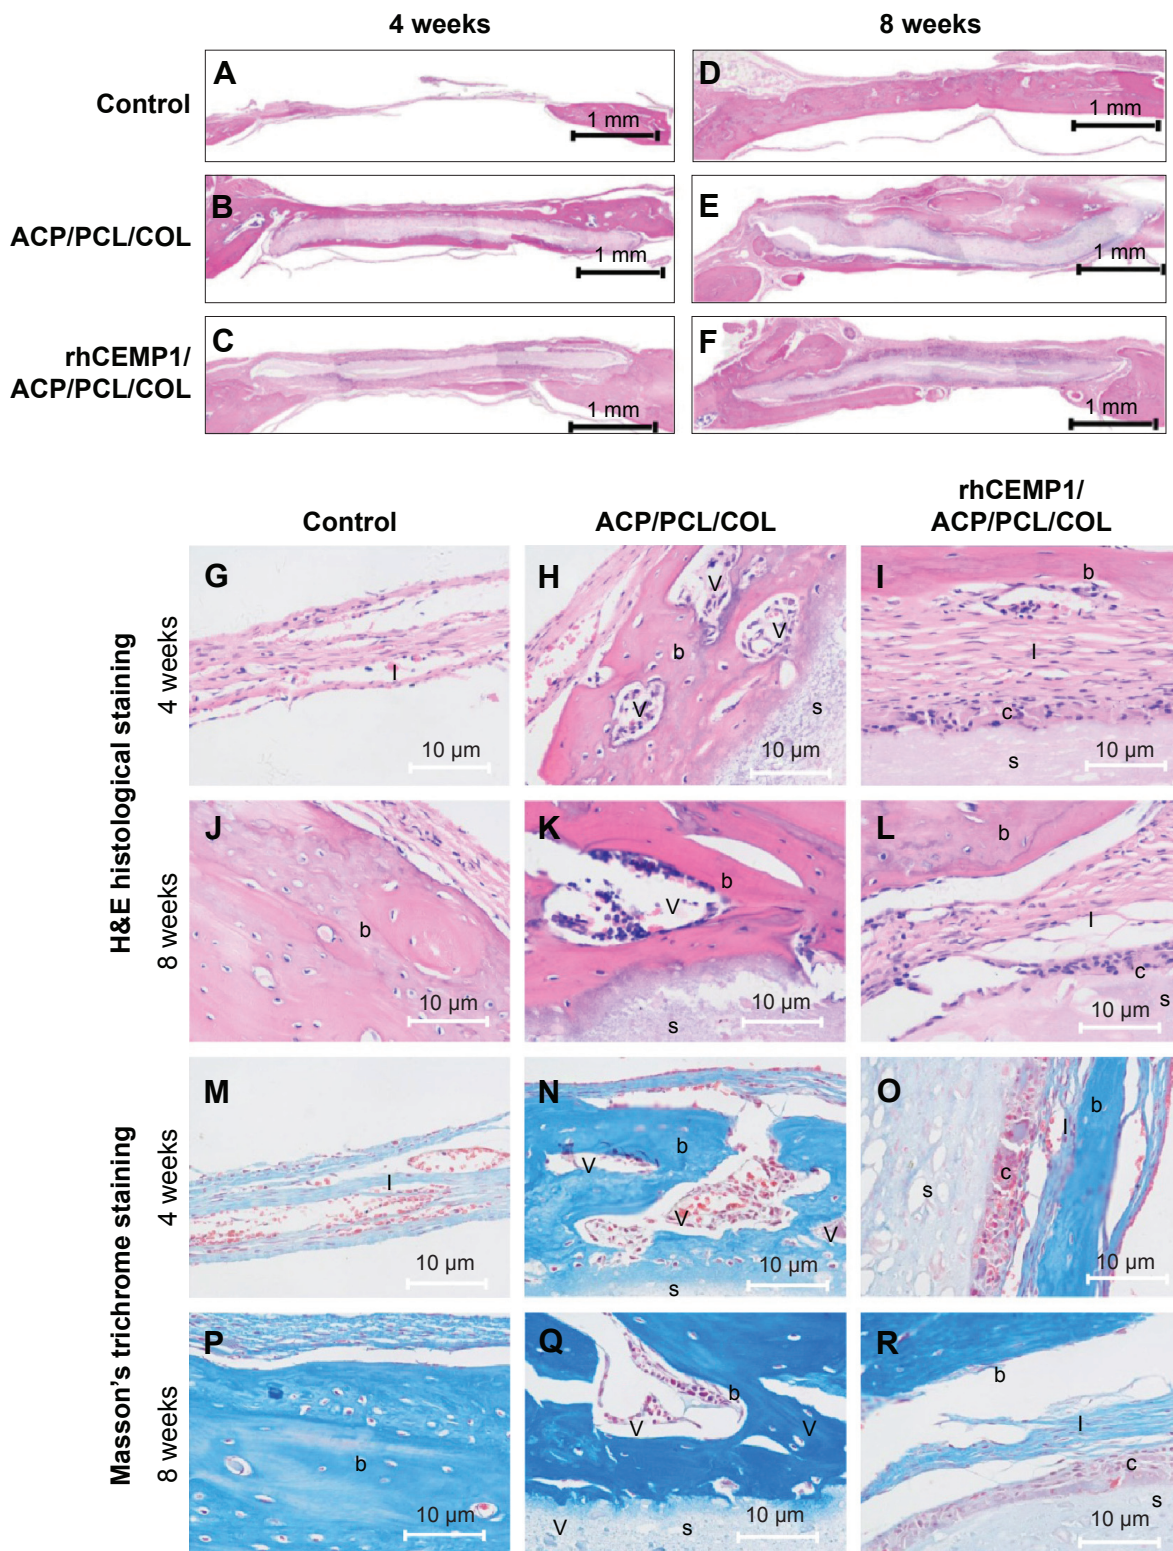 4 weeks 8 weeks
Control A 1 mm D 1 mm
ACP/PCL/COL B 1 mm E 1 mm
rhCEMP1/
ACP/PCL/COL C 1 mm F 1 mm
rhCEMP1/
Control ACP/PCL/COL ACP/PCL/COL
H&E histological staining
4 weeks
G l 10 µm
H V V V b s 10 µm
I b l c s 10 µm
8 weeks
J b 10 µm
K b V s 10 µm
L b l c s 10 µm
Masson's trichrome staining
4 weeks
M l 10 µm
N b V V V s 10 µm
O b l c s 10 µm
8 weeks
P b 10 µm
Q b V V V s 10 µm
R b l c s 10 µm